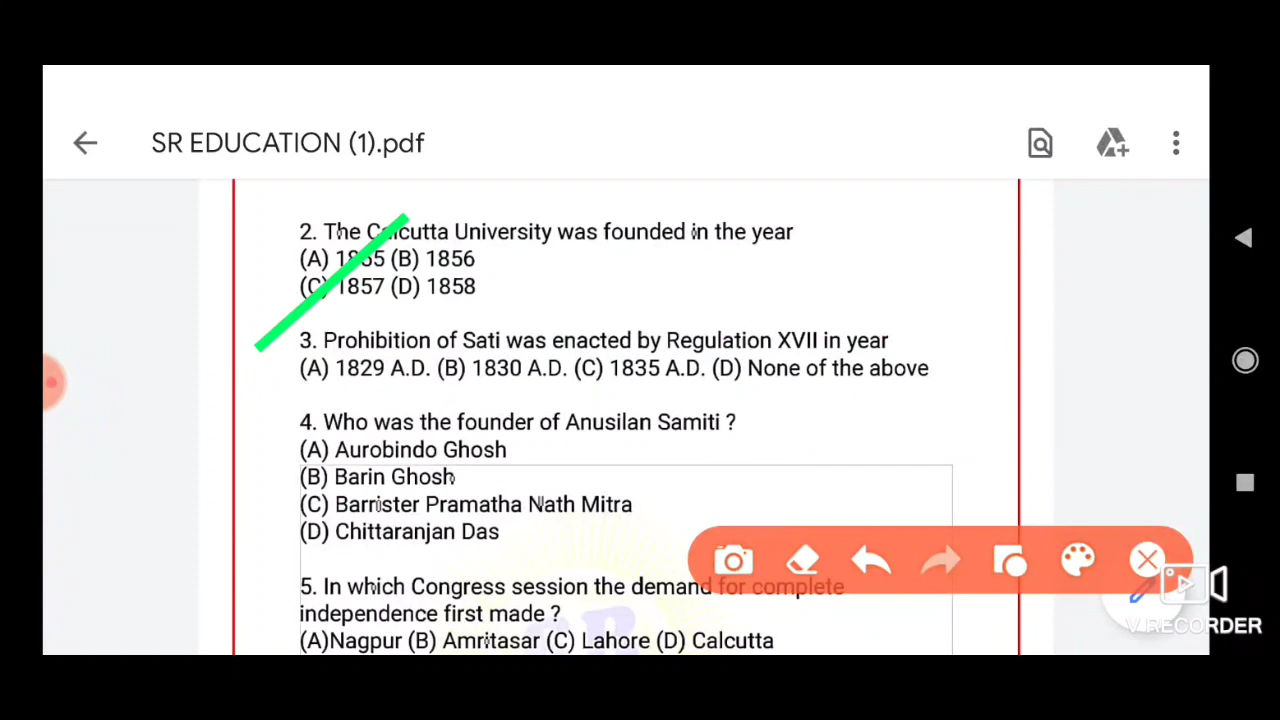 SR EDUCATION (1).pdf
2. The Calcutta University was founded in the year
(A) 1855 (B) 1856
(C) 1857 (D) 1858
3. Prohibition of Sati was enacted by Regulation XVII in year
(A) 1829 A.D. (B) 1830 A.D. (C) 1835 A.D. (D) None of the above
4. Who was the founder of Anusilan Samiti ?
(A) Aurobindo Ghosh
(B) Barin Ghosh
(C) Barrister Pramatha Nath Mitra
(D) Chittaranjan Das
5. In which Congress session the demand for complete
independence first made ?
(A)Nagpur (B) Amritasar (C) Lahore (D) Calcutta
V RECORDER